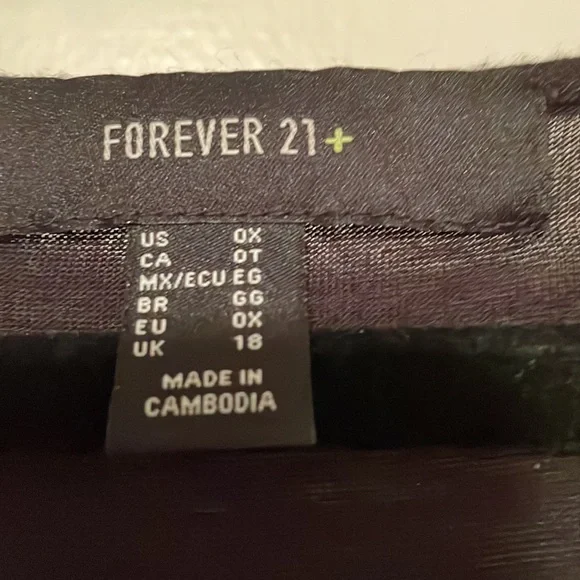 FOREVER 21+
US 0X
CA 0T
MX/ECU EG
BR GG
EU 0X
UK 18
MADE IN
CAMBODIA